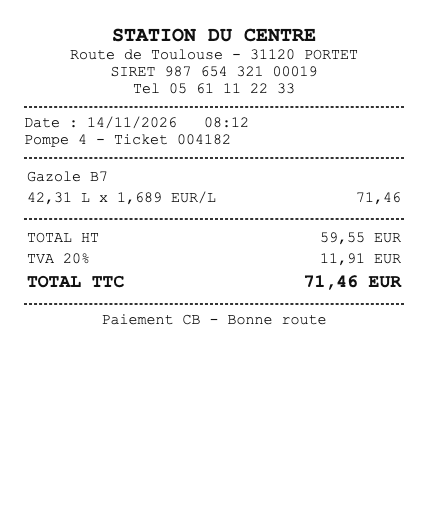 STATION DU CENTRE
Route de Toulouse - 31120 PORTET
SIRET 987 654 321 00019
Tel 05 61 11 22 33
Date : 14/11/2026 08:12
Pompe 4 - Ticket 004182
Gazole B7
42,31 L x 1,689 EUR/L 71,46
TOTAL HT 59,55 EUR
TVA 20% 11,91 EUR
TOTAL TTC 71,46 EUR
Paiement CB - Bonne route